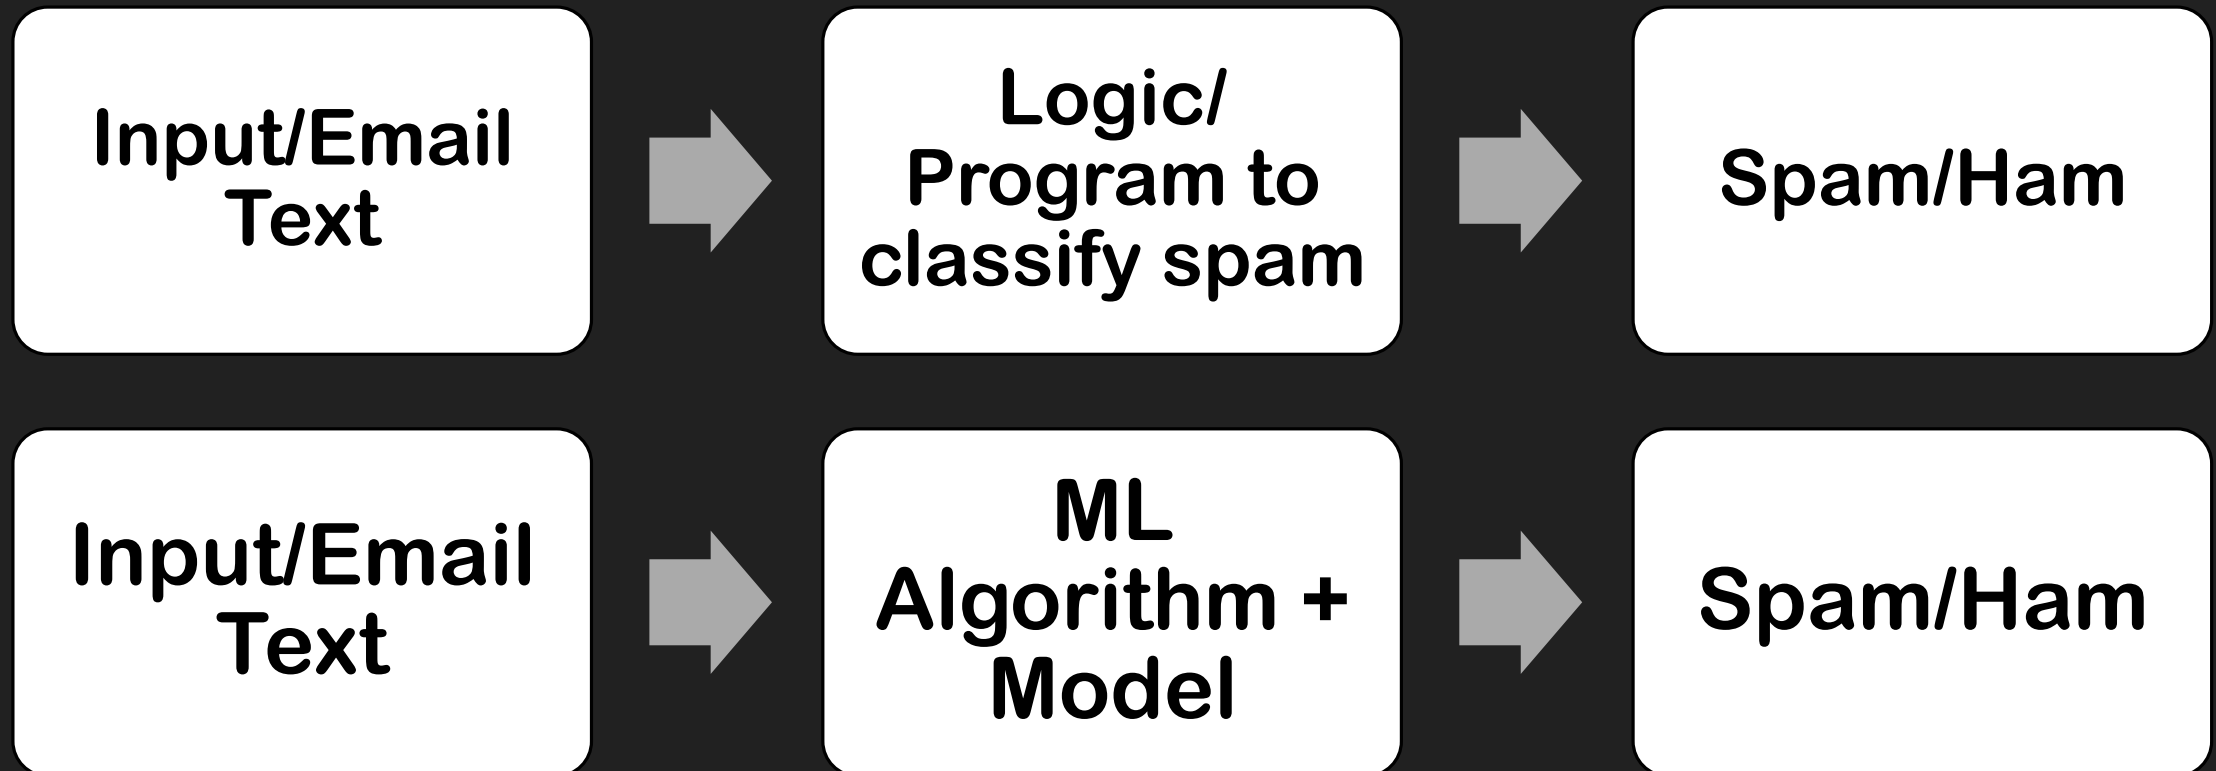 Input/Email
Text
Logic/
Program to
classify spam
Spam/Ham
Input/Email
Text
ML
Algorithm +
Model
Spam/Ham